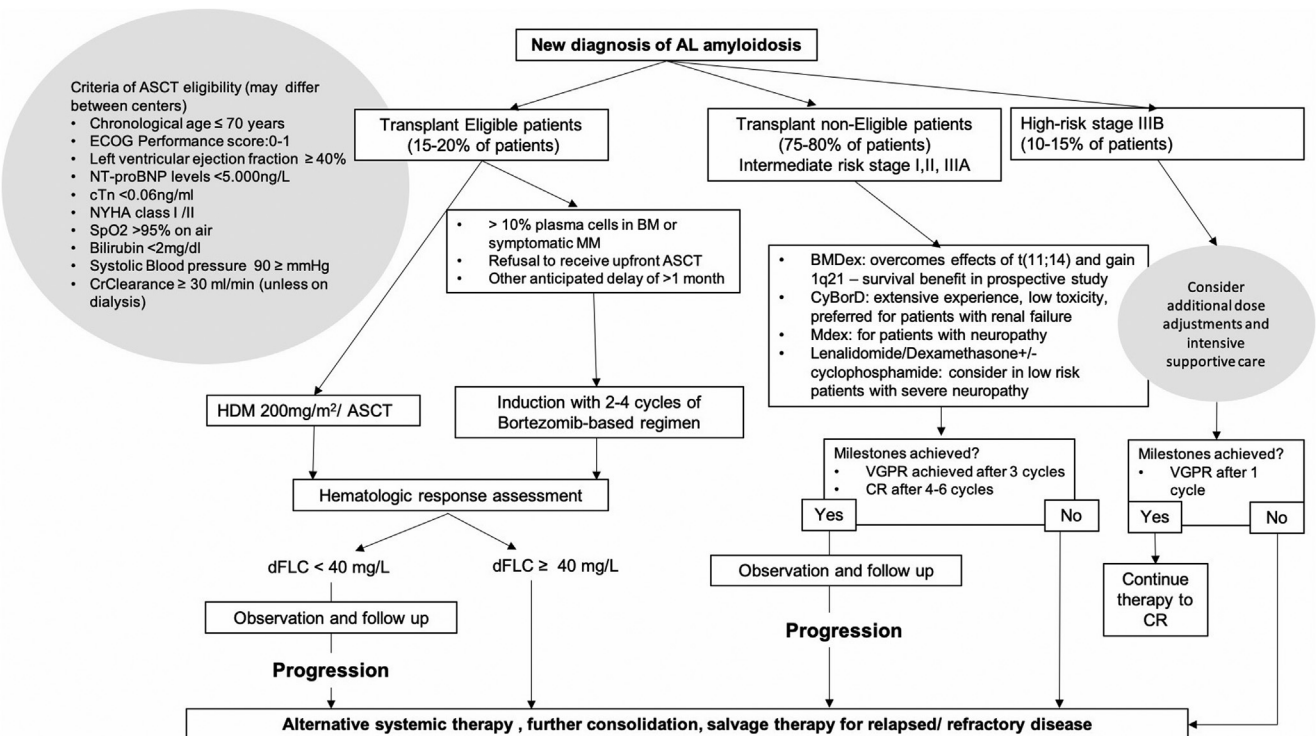 New diagnosis of AL amyloidosis
Criteria of ASCT eligibility (may differ
between centers)
• Chronological age ≤ 70 years
• ECOG Performance score:0-1
• Left ventricular ejection fraction ≥ 40%
• NT-proBNP levels <5.000ng/L
• cTn <0.06ng/ml
• NYHA class I /II
• SpO2 >95% on air
• Bilirubin <2mg/dl
• Systolic Blood pressure 90 ≥ mmHg
• CrClearance ≥ 30 ml/min (unless on
dialysis)
Transplant Eligible patients
(15-20% of patients)
Transplant non-Eligible patients
(75-80% of patients)
Intermediate risk stage I,II, IIIA
High-risk stage IIIB
(10-15% of patients)
• > 10% plasma cells in BM or
symptomatic MM
• Refusal to receive upfront ASCT
• Other anticipated delay of >1 month
• BMDex: overcomes effects of t(11;14) and gain
1q21 – survival benefit in prospective study
• CyBorD: extensive experience, low toxicity,
preferred for patients with renal failure
• Mdex: for patients with neuropathy
• Lenalidomide/Dexamethasone+/-
cyclophosphamide: consider in low risk
patients with severe neuropathy
Consider
additional dose
adjustments and
intensive
supportive care
HDM 200mg/m²/ ASCT
Induction with 2-4 cycles of
Bortezomib-based regimen
Hematologic response assessment
dFLC < 40 mg/L
dFLC ≥ 40 mg/L
Observation and follow up
Progression
Milestones achieved?
• VGPR achieved after 3 cycles
• CR after 4-6 cycles
Yes
No
Observation and follow up
Progression
Milestones achieved?
• VGPR after 1
cycle
Yes
No
Continue
therapy to
CR
Alternative systemic therapy , further consolidation, salvage therapy for relapsed/ refractory disease